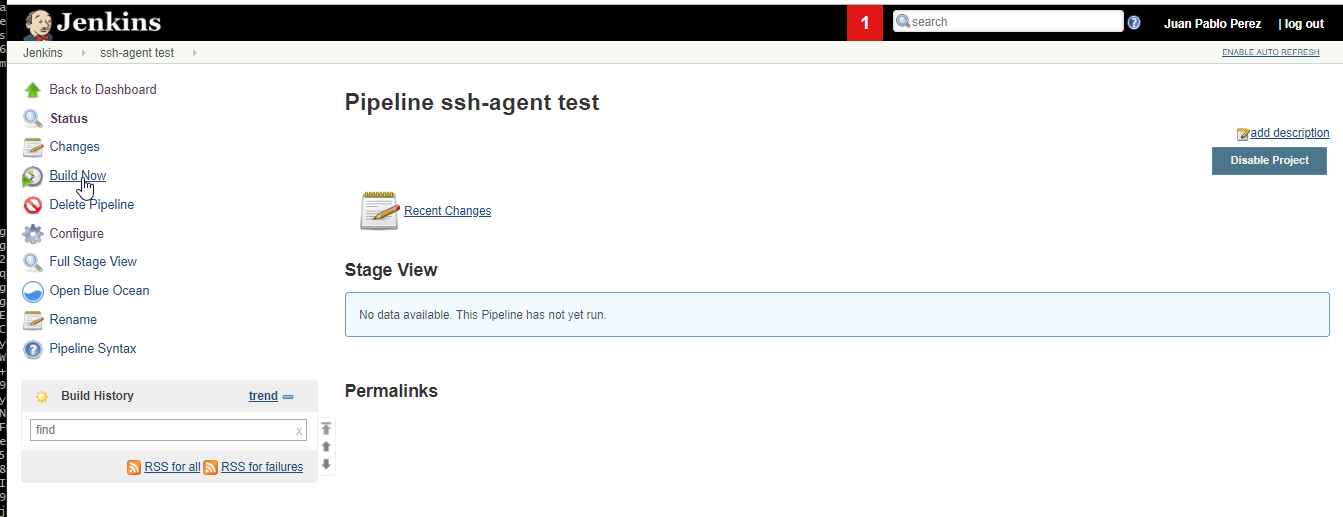 Jenkins
1
search
Juan Pablo Perez
| log out
Jenkins
ssh-agent test
ENABLE AUTO REFRESH
Back to Dashboard
Status
Changes
Build Now
Delete Pipeline
Configure
Full Stage View
Open Blue Ocean
Rename
Pipeline Syntax
Build History
trend
find
x
RSS for all
RSS for failures
Pipeline ssh-agent test
add description
Disable Project
Recent Changes
Stage View
No data available. This Pipeline has not yet run.
Permalinks